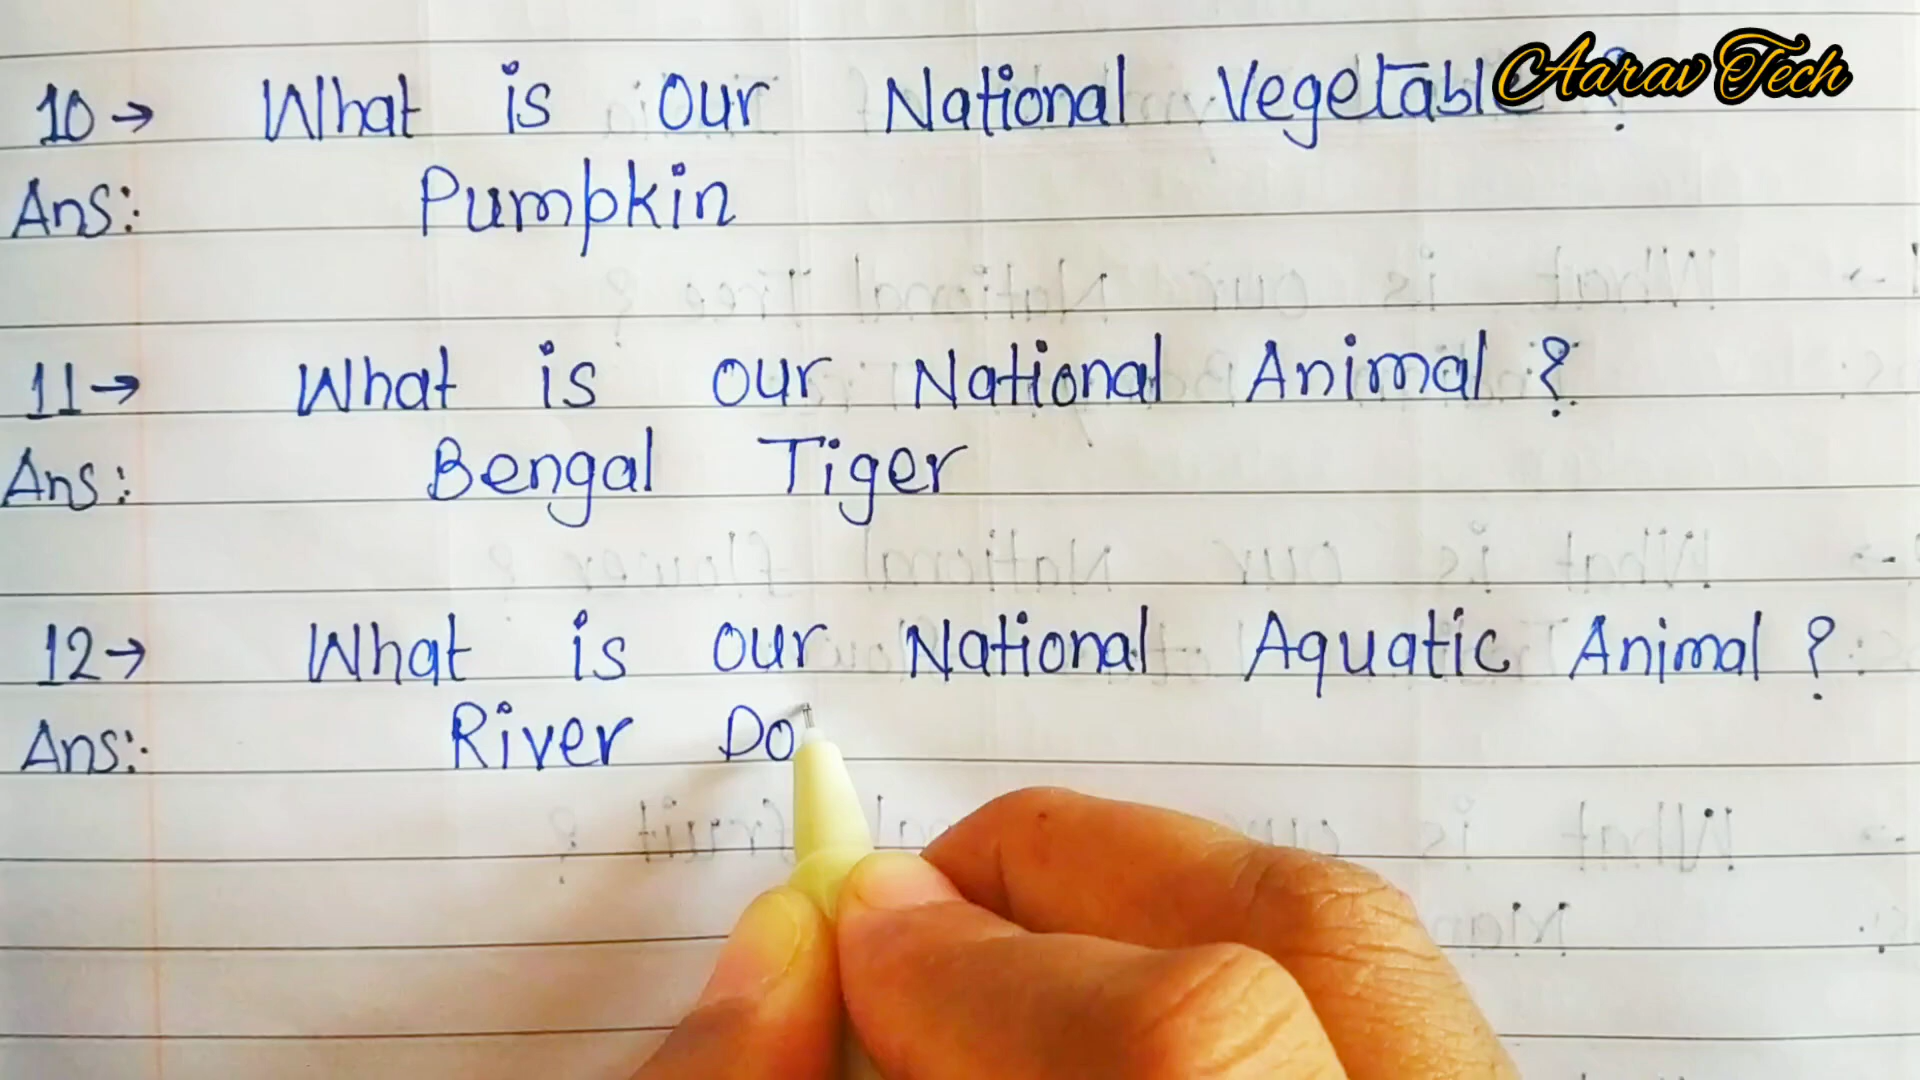 Aarav Tech
10→ What is our National Vegetable ?
Ans: Pumpkin
11→ What is our National Animal ?
Ans: Bengal Tiger
12→ What is our National Aquatic Animal ?
Ans: River Do